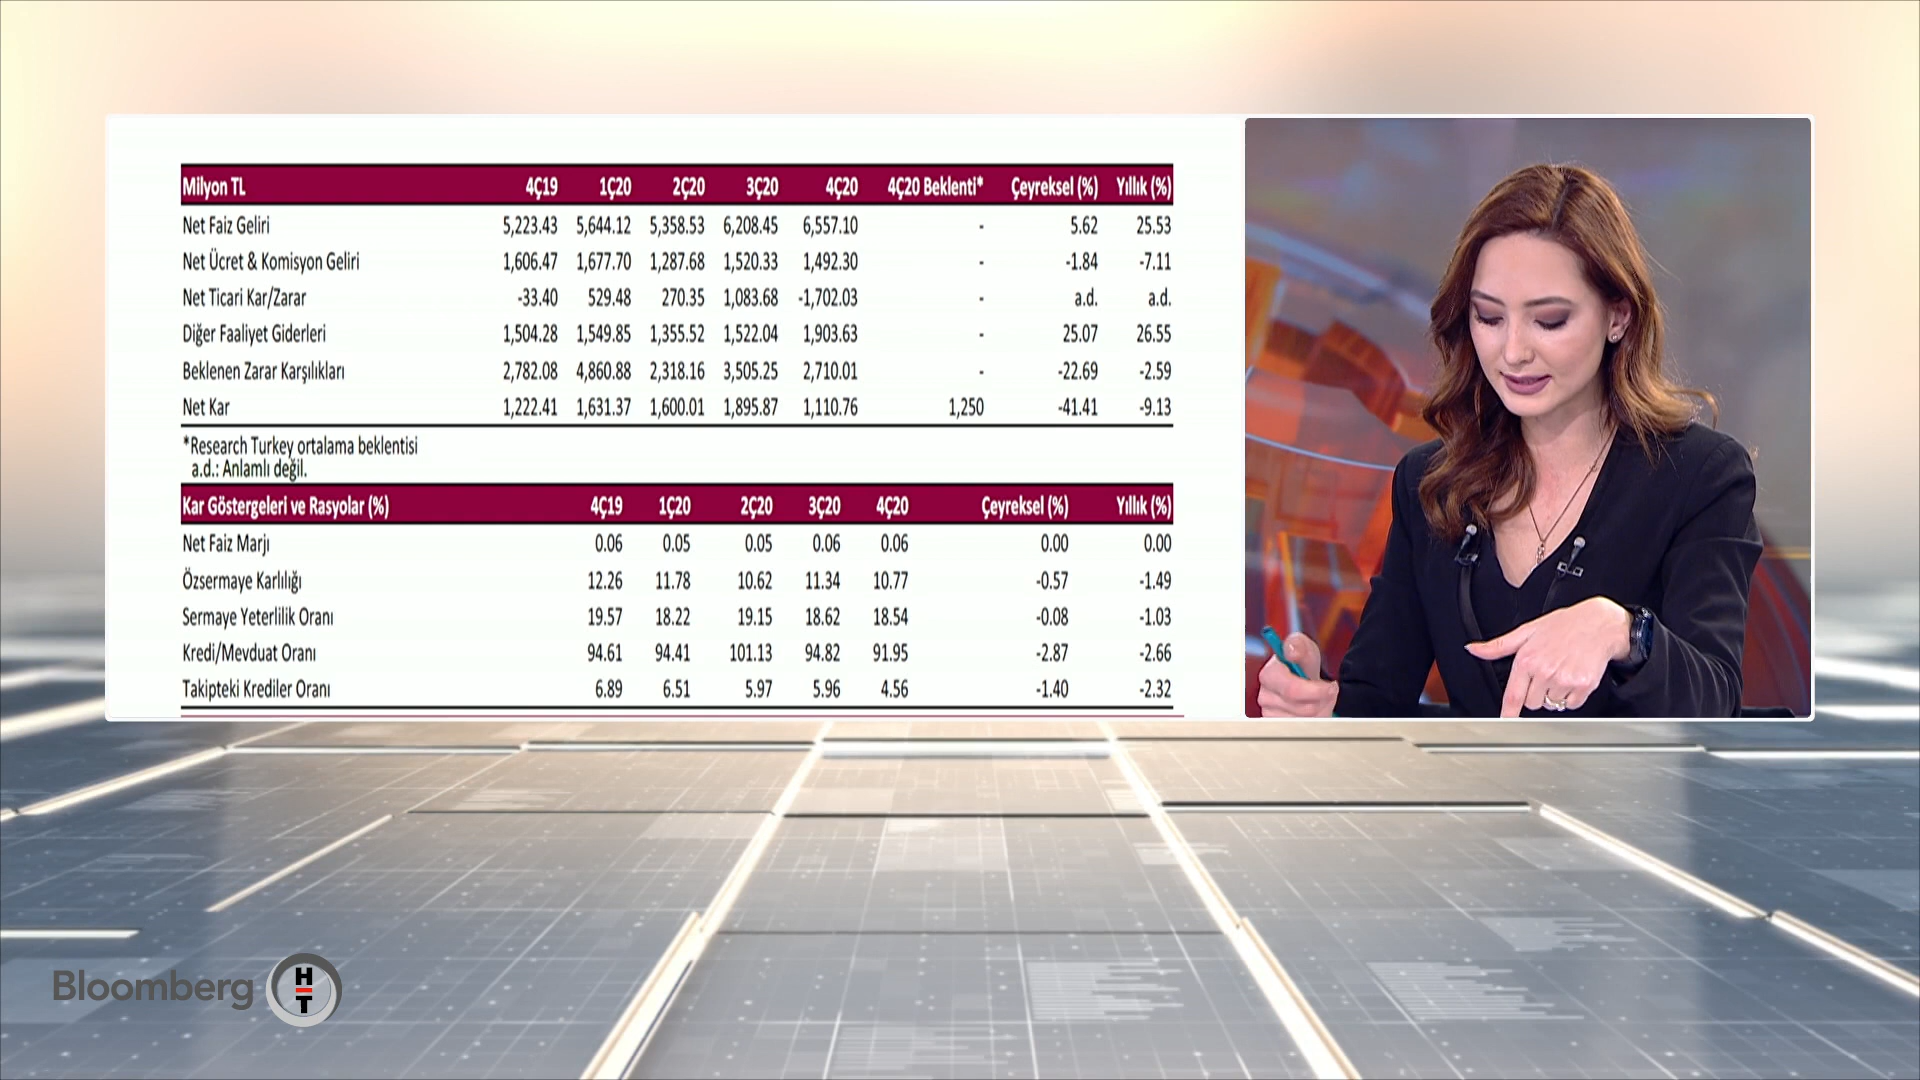 Milyon TL 4Ç19 1Ç20 2Ç20 3Ç20 4Ç20 4Ç20 Beklenti* Çeyreksel (%) Yıllık (%)
Net Faiz Geliri 5,223.43 5,644.12 5,358.53 6,208.45 6,557.10 - 5.62 25.53
Net Ücret & Komisyon Geliri 1,606.47 1,677.70 1,287.68 1,520.33 1,492.30 - -1.84 -7.11
Net Ticari Kar/Zarar -33.40 529.48 270.35 1,083.68 -1,702.03 - a.d. a.d.
Diğer Faaliyet Giderleri 1,504.28 1,549.85 1,355.52 1,522.04 1,903.63 - 25.07 26.55
Beklenen Zarar Karşılıkları 2,782.08 4,860.88 2,318.16 3,505.25 2,710.01 - -22.69 -2.59
Net Kar 1,222.41 1,631.37 1,600.01 1,895.87 1,110.76 1,250 -41.41 -9.13
*Research Turkey ortalama beklentisi
a.d.: Anlamlı değil.
Kar Göstergeleri ve Rasyolar (%) 4Ç19 1Ç20 2Ç20 3Ç20 4Ç20 Çeyreksel (%) Yıllık (%)
Net Faiz Marjı 0.06 0.05 0.05 0.06 0.06 0.00 0.00
Özsermaye Karlılığı 12.26 11.78 10.62 11.34 10.77 -0.57 -1.49
Sermaye Yeterlilik Oranı 19.57 18.22 19.15 18.62 18.54 -0.08 -1.03
Kredi/Mevduat Oranı 94.61 94.41 101.13 94.82 91.95 -2.87 -2.66
Takipteki Krediler Oranı 6.89 6.51 5.97 5.96 4.56 -1.40 -2.32
Bloomberg HT